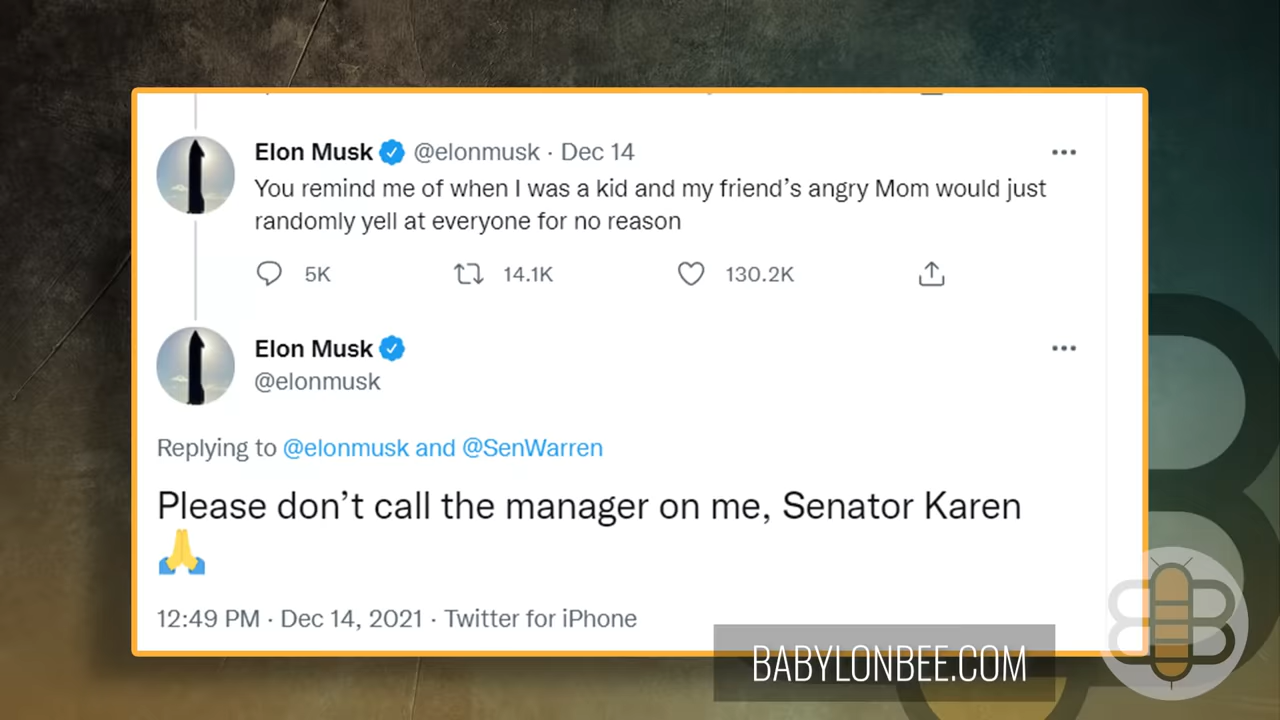 Elon Musk @elonmusk · Dec 14
You remind me of when I was a kid and my friend’s angry Mom would just
randomly yell at everyone for no reason
5K 14.1K 130.2K
Elon Musk
@elonmusk
Replying to @elonmusk and @SenWarren
Please don’t call the manager on me, Senator Karen
🙏
12:49 PM · Dec 14, 2021 · Twitter for iPhone
BABYLONBEE.COM